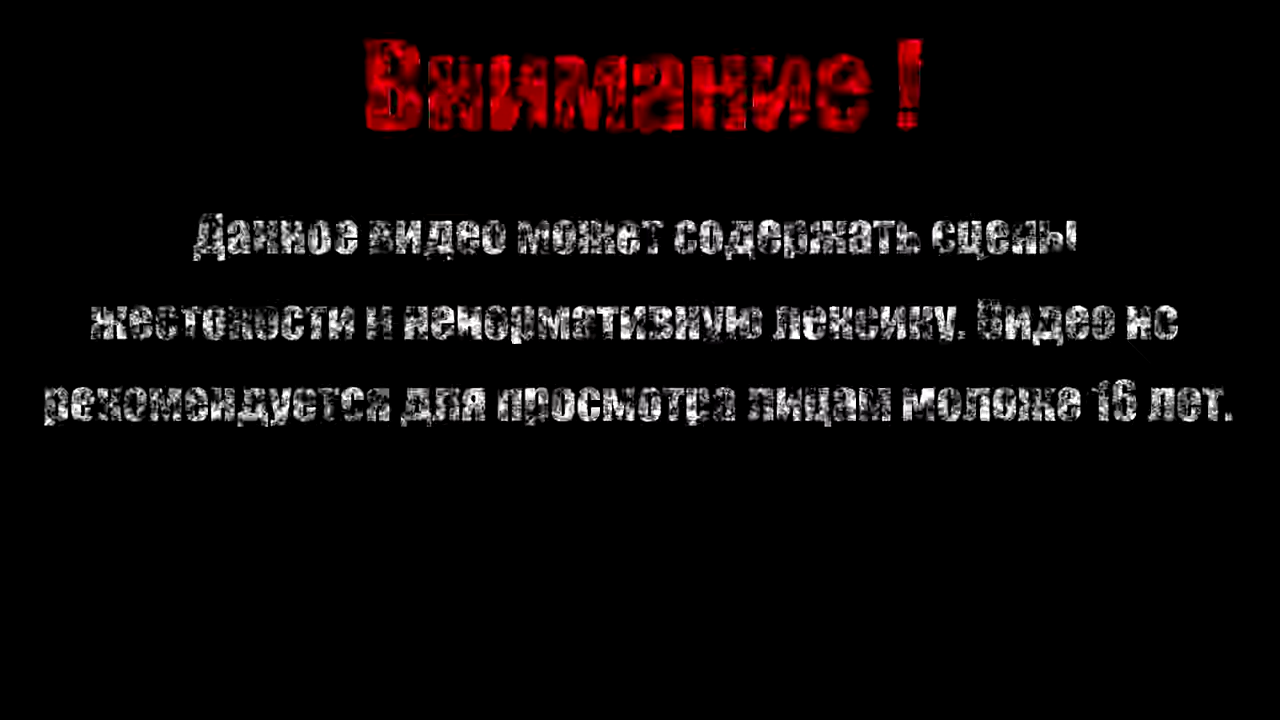 Внимание !
Данное видео может содержать сцены
жестокости и ненормативную лексику. Видео не
рекомендуется для просмотра лицам моложе 16 лет.